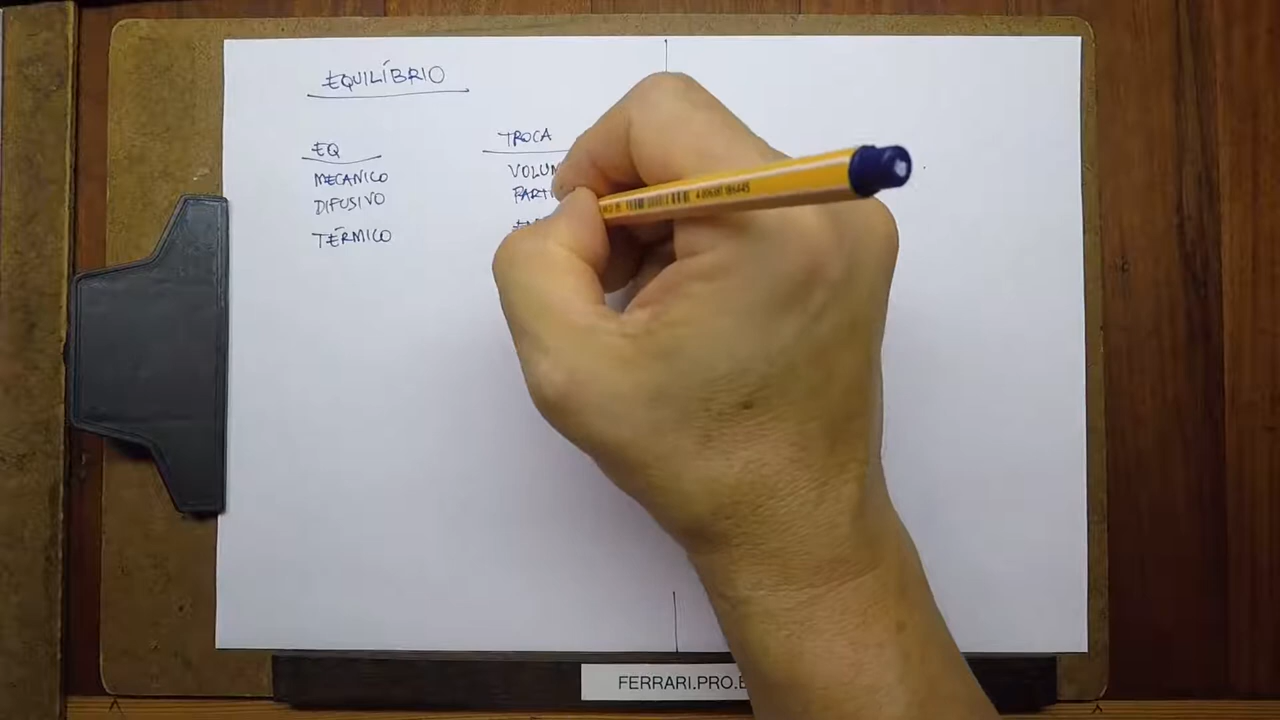 EQUILÍBRIO
EQ TROCA
MECANICO
DIFUSIVO
TÉRMICO
FERRARI.PRO.B